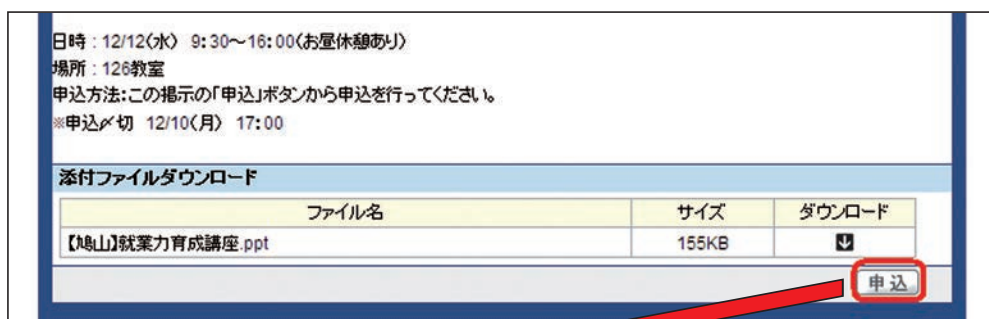 日時：12/12(水) 9:30～16:00(お昼休憩あり)
場所：126教室
申込方法：この掲示の「申込」ボタンから申込を行ってください。
※申込〆切 12/10(月) 17:00
添付ファイルダウンロード
ファイル名 サイズ ダウンロード
【鳩山】就業力育成講座.ppt 155KB
申込